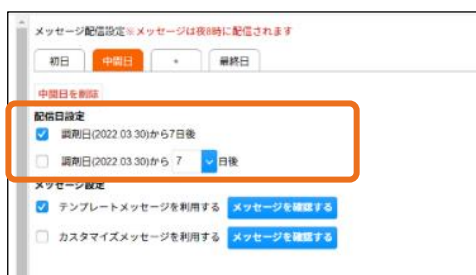 メッセージ配信設定※メッセージは夜8時に配信されます
初日 中間日 + 最終日
中間日を削除
配信日設定
調剤日(2022.03.30)から7日後
調剤日(2022.03.30)から 7 日後
メッセージ設定
テンプレートメッセージを利用する メッセージを確認する
カスタマイズメッセージを利用する メッセージを確認する